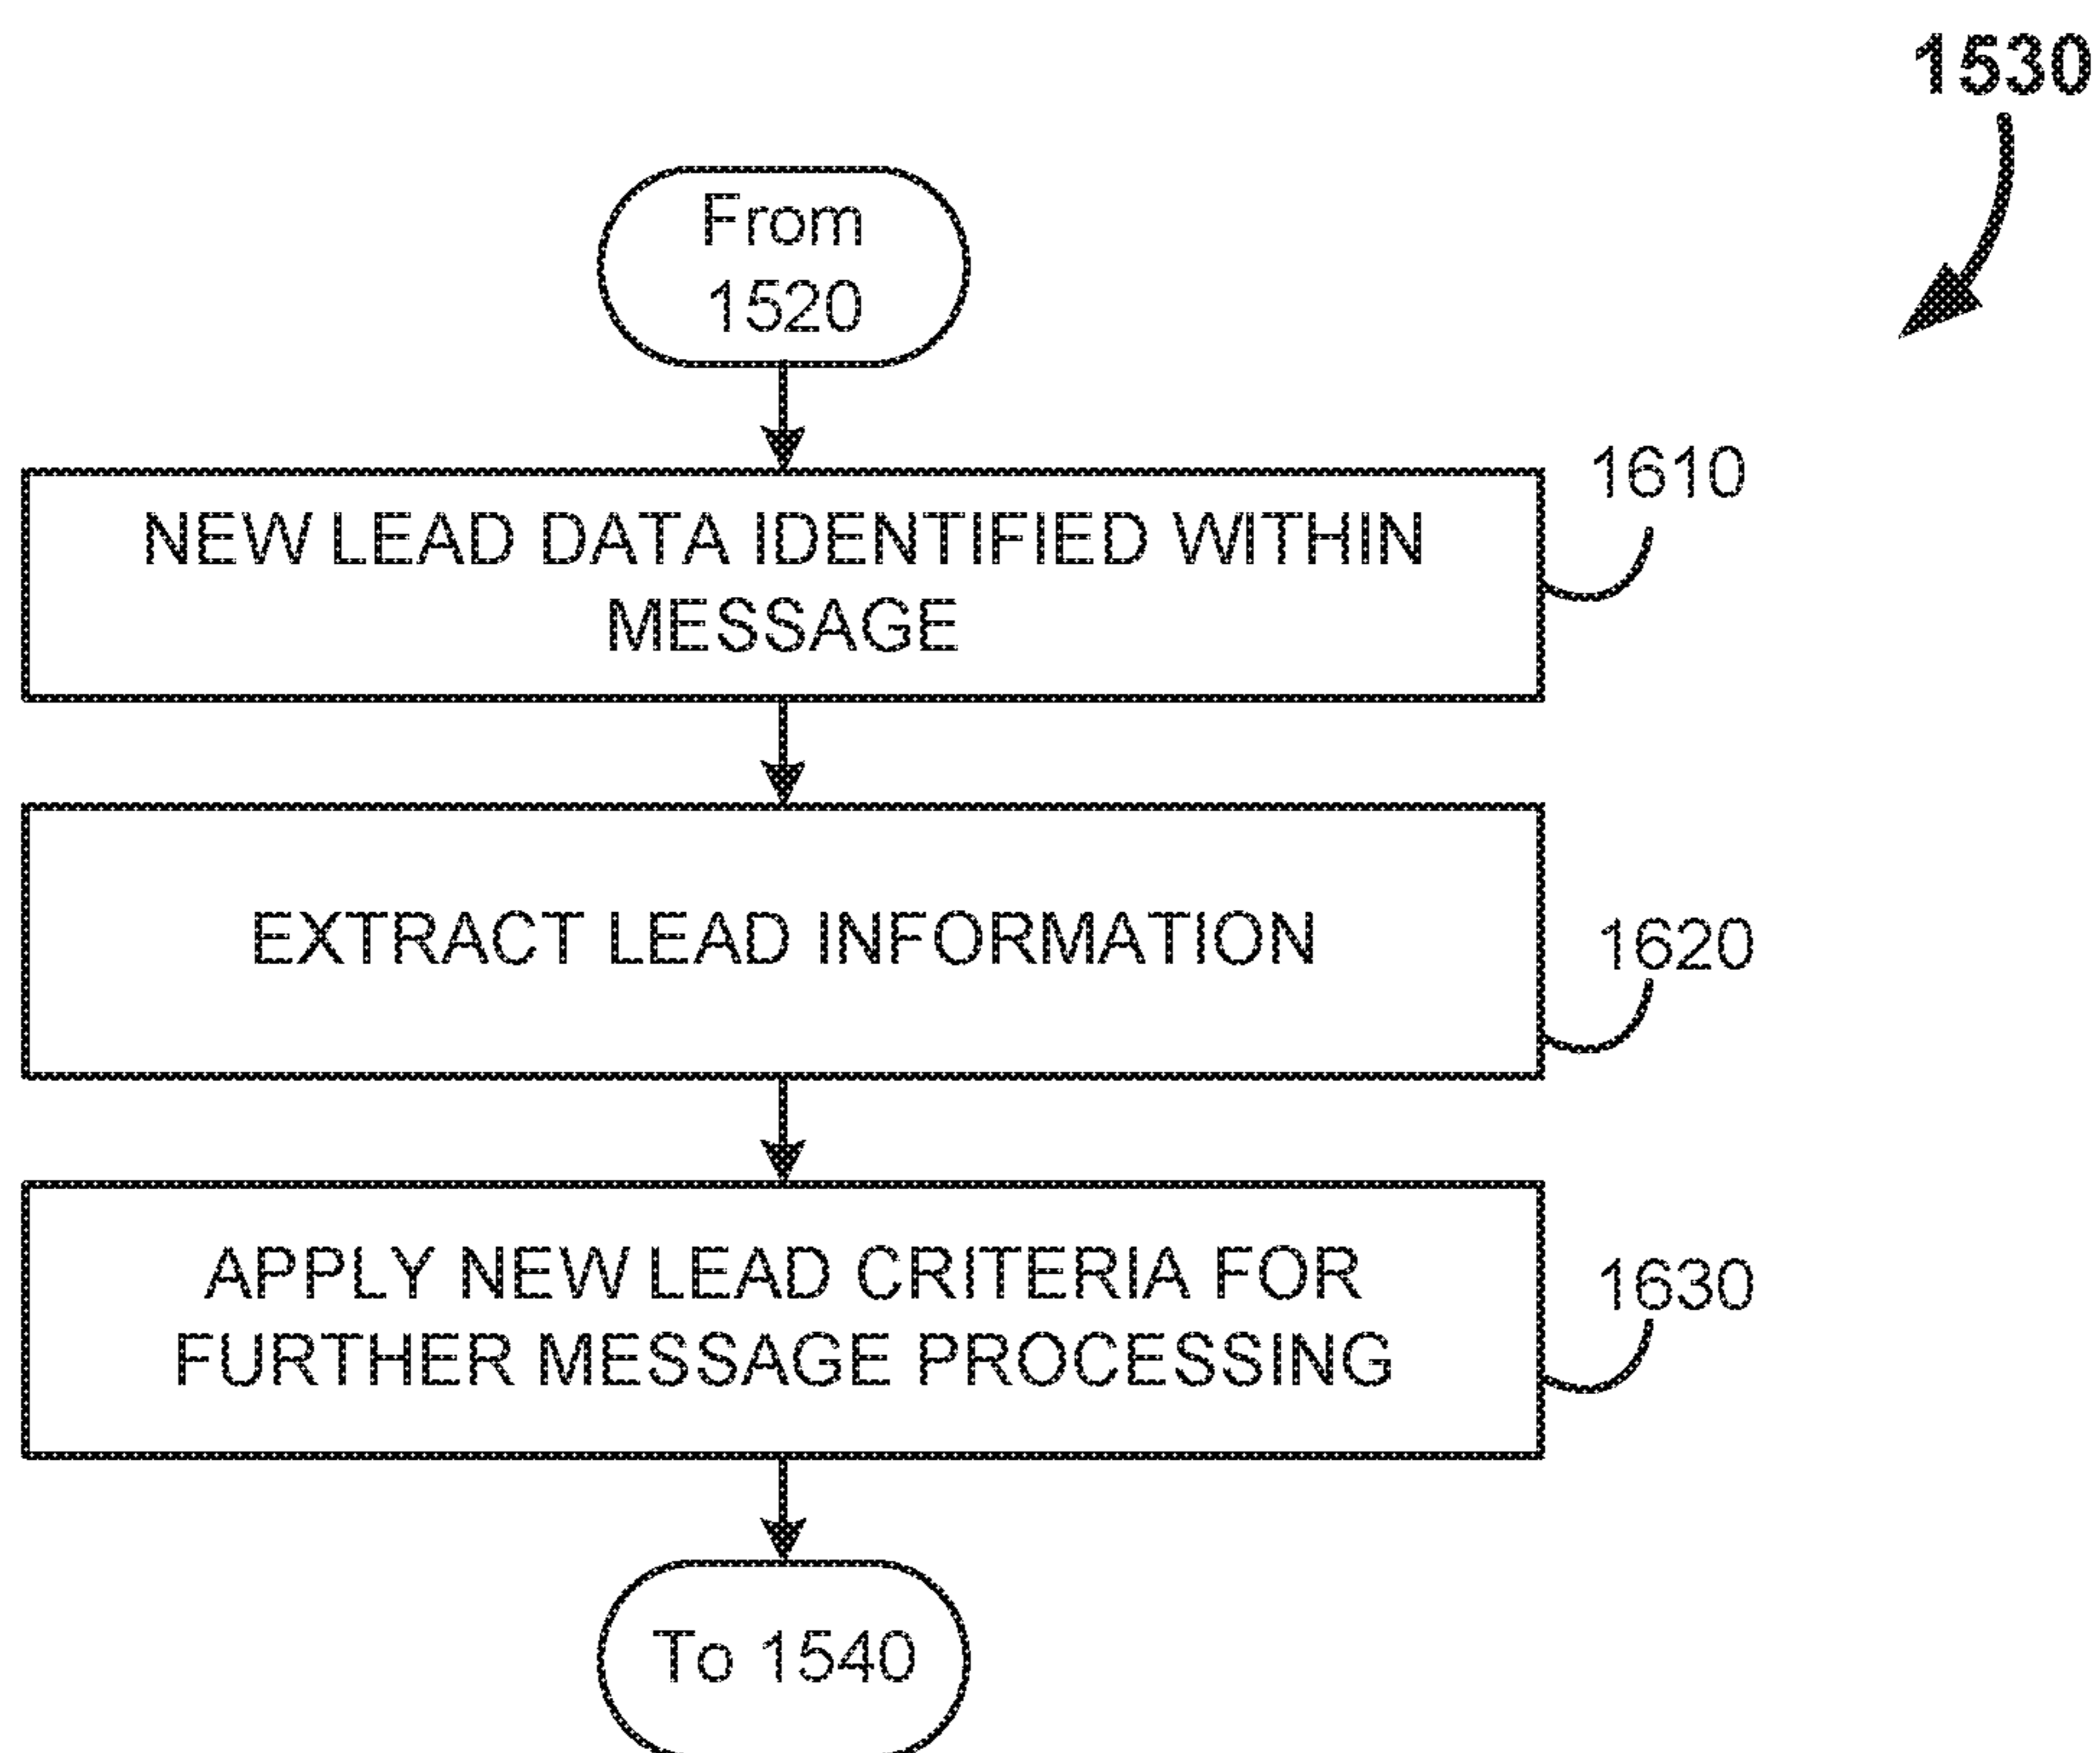 1530
From
1520
NEW LEAD DATA IDENTIFIED WITHIN
MESSAGE
1610
EXTRACT LEAD INFORMATION
1620
APPLY NEW LEAD CRITERIA FOR
FURTHER MESSAGE PROCESSING
1630
To 1540